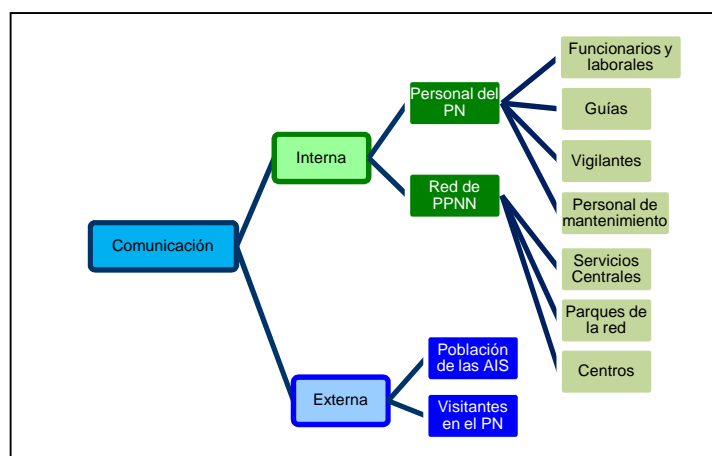 Comunicación
Interna
Personal del
PN
Funcionarios y
laborales
Guías
Vigilantes
Personal de
mantenimiento
Red de
PPNN
Servicios
Centrales
Parques de
la red
Centros
Externa
Población
de las AIS
Visitantes
en el PN